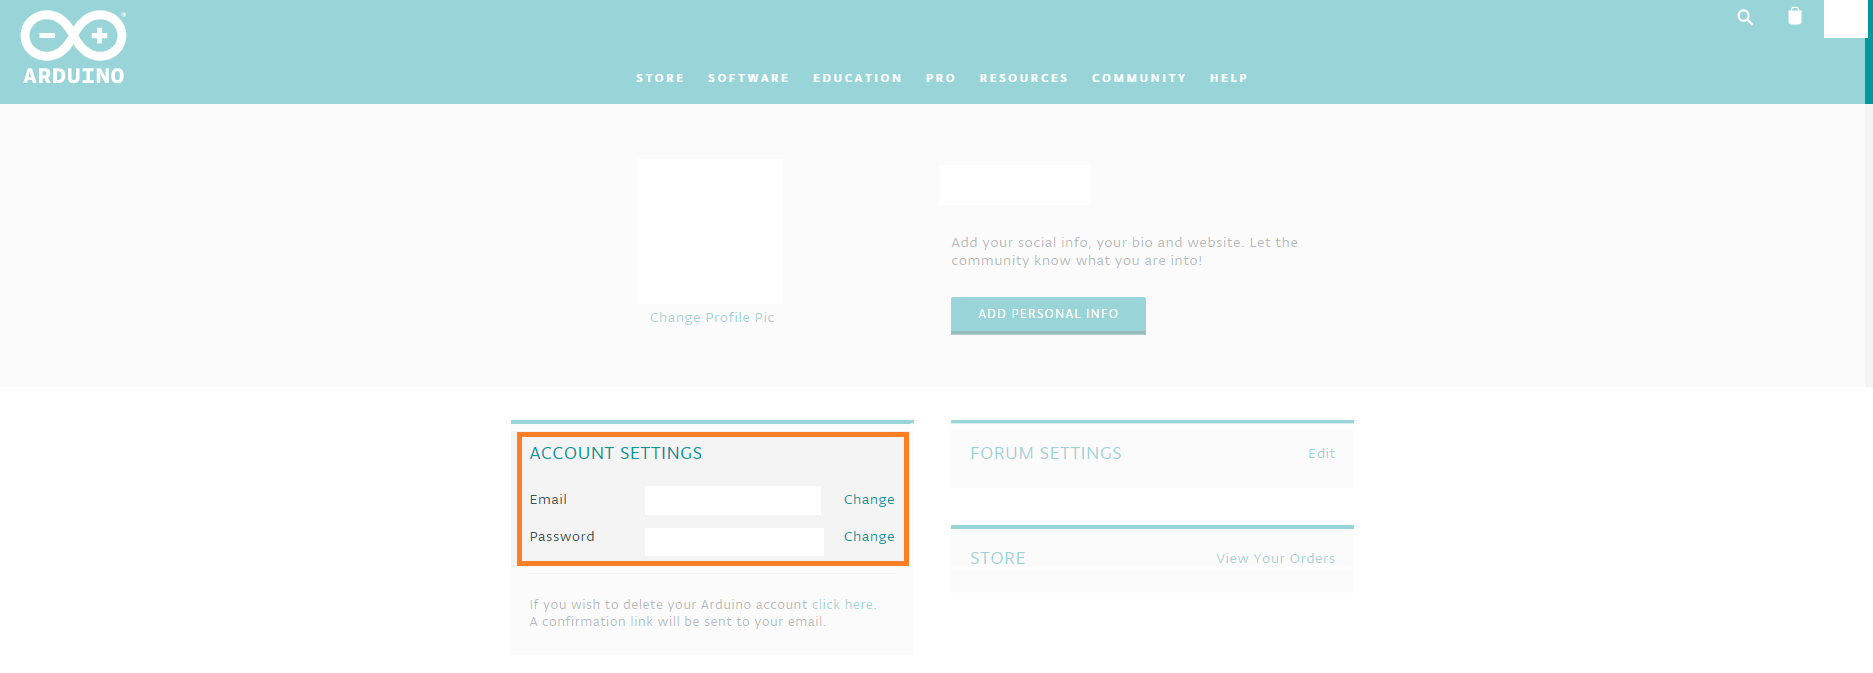 ARDUINO
STORE SOFTWARE EDUCATION PRO RESOURCES COMMUNITY HELP
Change Profile Pic
Add your social info, your bio and website. Let the
community know what you are into!
ADD PERSONAL INFO
ACCOUNT SETTINGS
Email Change
Password Change
If you wish to delete your Arduino account click here.
A confirmation link will be sent to your email.
FORUM SETTINGS Edit
STORE View Your Orders